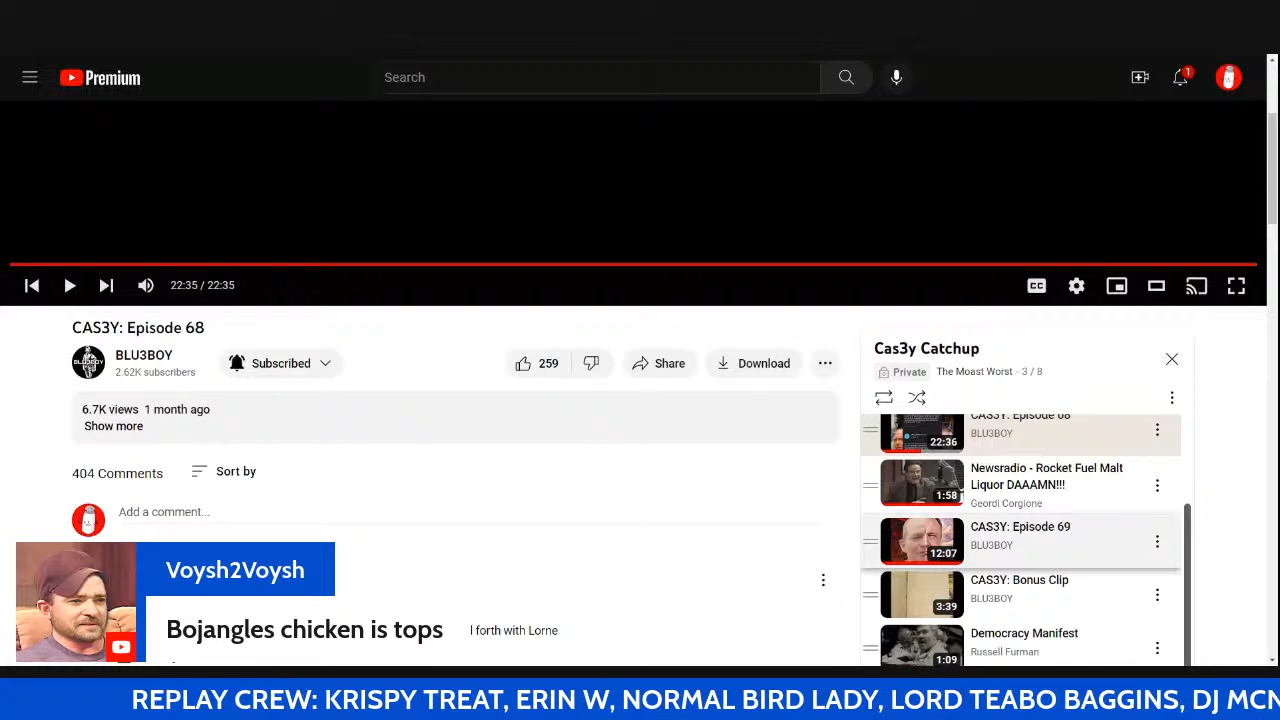 Premium
Search
1
22:35 / 22:35
CC
CAS3Y: Episode 68
BLU3BOY
2.62K subscribers
Subscribed
259
Share
Download
6.7K views 1 month ago
Show more
404 Comments
Sort by
Add a comment...
Cas3y Catchup
Private
The Moast Worst - 3 / 8
CAS3Y: Episode 68
BLU3BOY
22:36
Newsradio - Rocket Fuel Malt
Liquor DAAAMN!!!
Geordi Corgione
1:58
CAS3Y: Episode 69
BLU3BOY
12:07
CAS3Y: Bonus Clip
BLU3BOY
3:39
Democracy Manifest
Russell Furman
1:09
Voysh2Voysh
Bojangles chicken is tops
l forth with Lorne
REPLAY CREW: KRISPY TREAT, ERIN W, NORMAL BIRD LADY, LORD TEABO BAGGINS, DJ MCN